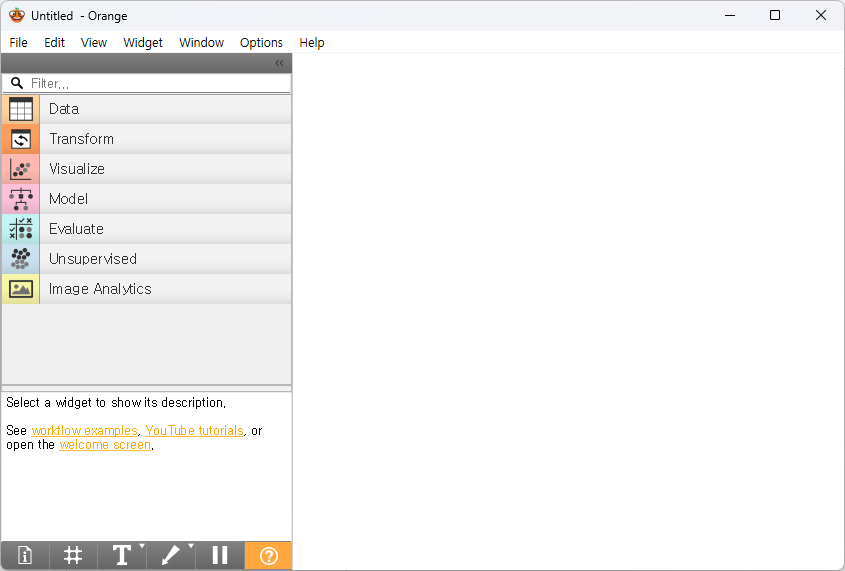 Untitled - Orange
File Edit View Widget Window Options Help
Filter...
Data
Transform
Visualize
Model
Evaluate
Unsupervised
Image Analytics
Select a widget to show its description.
See workflow examples, YouTube tutorials, or
open the welcome screen.
T
?